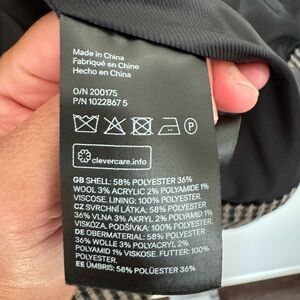 Made in China
Fabriqué en Chine
Hecho en China
O/N 200175
P/N 1022867 5
P
clevercare.info
GB SHELL: 58% POLYESTER 36%
WOOL 3% ACRYLIC 2% POLYAMIDE 1%
VISCOSE. LINING: 100% POLYESTER.
CZ SVRCHNÍ LÁTKA: 58% POLYESTER
36% VLNA 3% AKRYL 2% POLYAMID 1%
VISKÓZA. PODŠÍVKA: 100% POLYESTER.
DE OBERMATERIAL: 58% POLYESTER
36% WOLLE 3% POLYACRYL 2%
POLYAMID 1% VISKOSE. FUTTER: 100%
POLYESTER.
EE ÜMBRIS: 58% POLÜESTER 36%